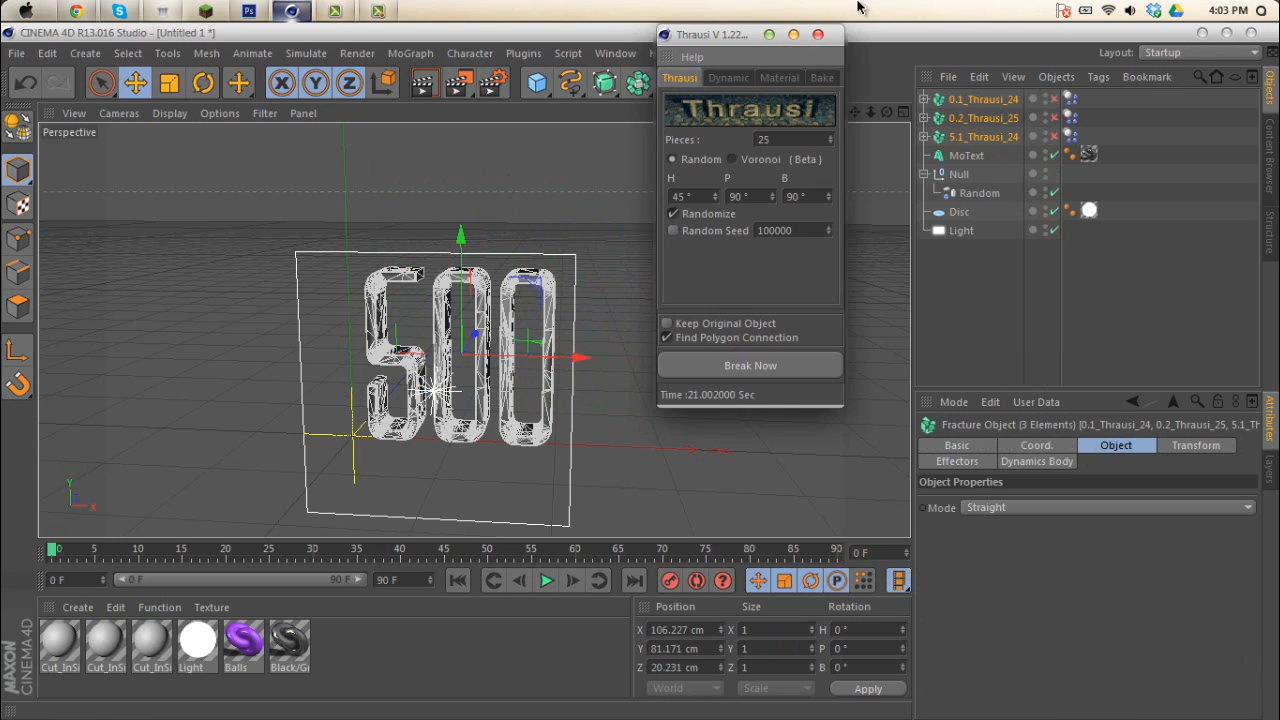 4:03 PM
CINEMA 4D R13.016 Studio - [Untitled 1 *]
File Edit Create Select Tools Mesh Animate Simulate Render MoGraph Character Plugins Script Window
Layout: Startup
Thrausi V 1.22...
Help
Thrausi Dynamic Material Bake
Thrausi
Pieces : 25
Random Voronoi ( Beta )
H P B
45 ° 90 ° 90 °
Randomize
Random Seed 100000
Keep Original Object
Find Polygon Connection
Break Now
Time :21.002000 Sec
View Cameras Display Options Filter Panel
Perspective
500
Y
Z
X
File Edit View Objects Tags Bookmark
0.1_Thrausi_24
0.2_Thrausi_25
5.1_Thrausi_24
MoText
Null
Random
Disc
Light
Objects
Content Browser
Structure
Mode Edit User Data
Fracture Object (3 Elements) [0.1_Thrausi_24, 0.2_Thrausi_25, 5.1_Th
Basic Coord. Object Transform
Effectors Dynamics Body
Object Properties
Mode Straight
Attributes
Layers
0 5 10 15 20 25 30 35 40 45 50 55 60 65 70 75 80 85 90 0 F
0 F 0 F 90 F 90 F
Create Edit Function Texture
Cut_InSi Cut_InSi Cut_InSi Light Balls Black/Gr
Position Size Rotation
X 106.227 cm X 1 H 0 °
Y 81.171 cm Y 1 P 0 °
Z 20.231 cm Z 1 B 0 °
World Scale Apply
MAXON
CINEMA 4D